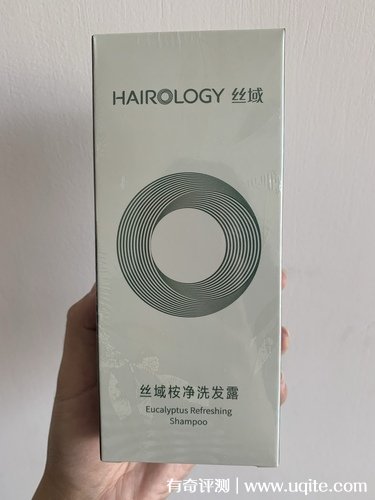 HAIROLOGY 丝域
丝域桉净洗发露
Eucalyptus Refreshing
Shampoo
有奇评测 | www.uqite.com